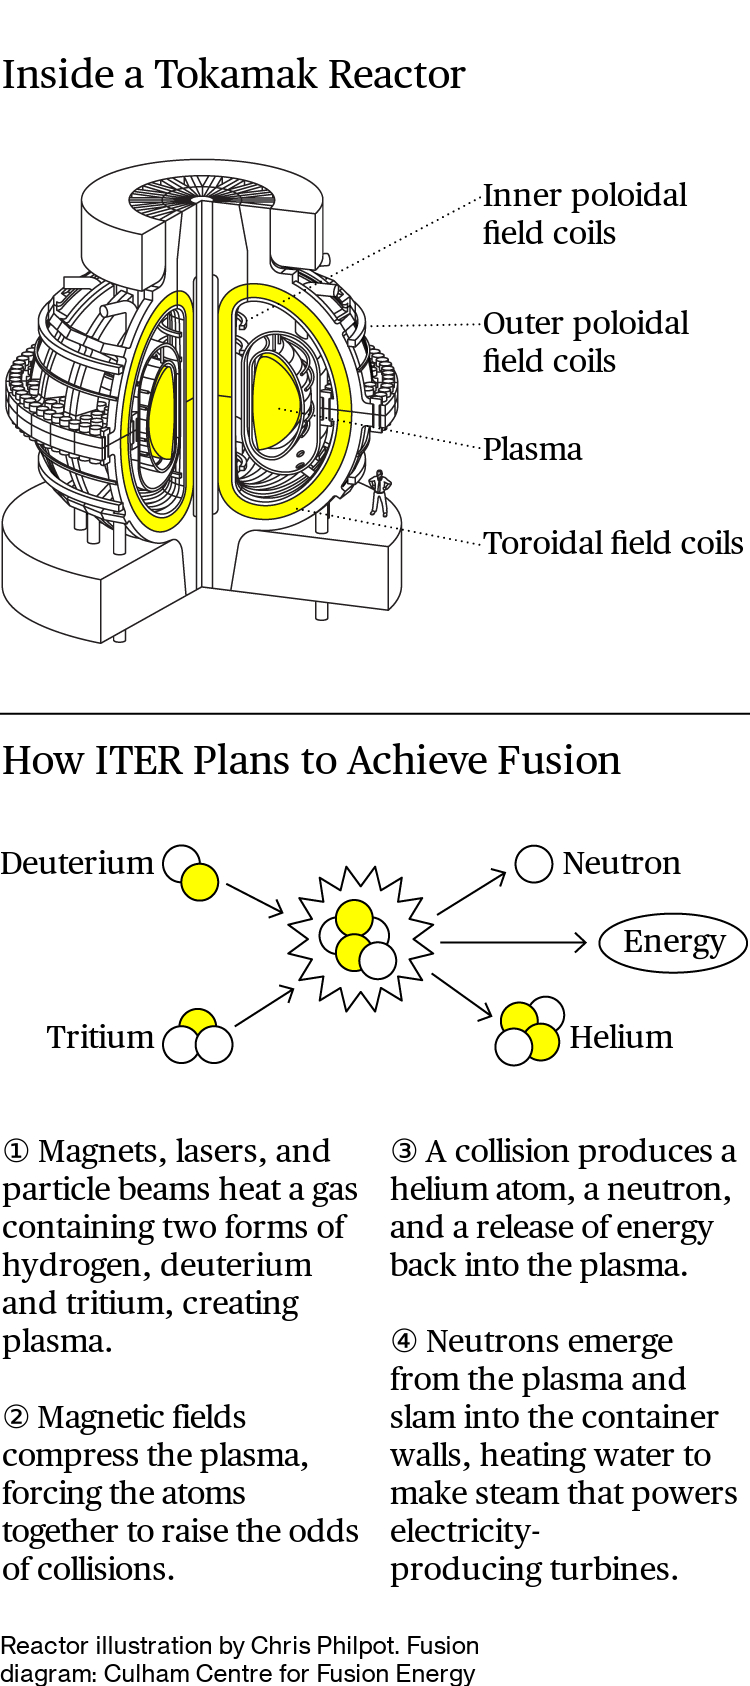 Inside a Tokamak Reactor
Inner poloidal
field coils
Outer poloidal
field coils
Plasma
Toroidal field coils
How ITER Plans to Achieve Fusion
Deuterium
Neutron
Energy
Tritium
Helium
① Magnets, lasers, and
particle beams heat a gas
containing two forms of
hydrogen, deuterium
and tritium, creating
plasma.
② Magnetic fields
compress the plasma,
forcing the atoms
together to raise the odds
of collisions.
③ A collision produces a
helium atom, a neutron,
and a release of energy
back into the plasma.
④ Neutrons emerge
from the plasma and
slam into the container
walls, heating water to
make steam that powers
electricity-
producing turbines.
Reactor illustration by Chris Philpot. Fusion
diagram: Culham Centre for Fusion Energy